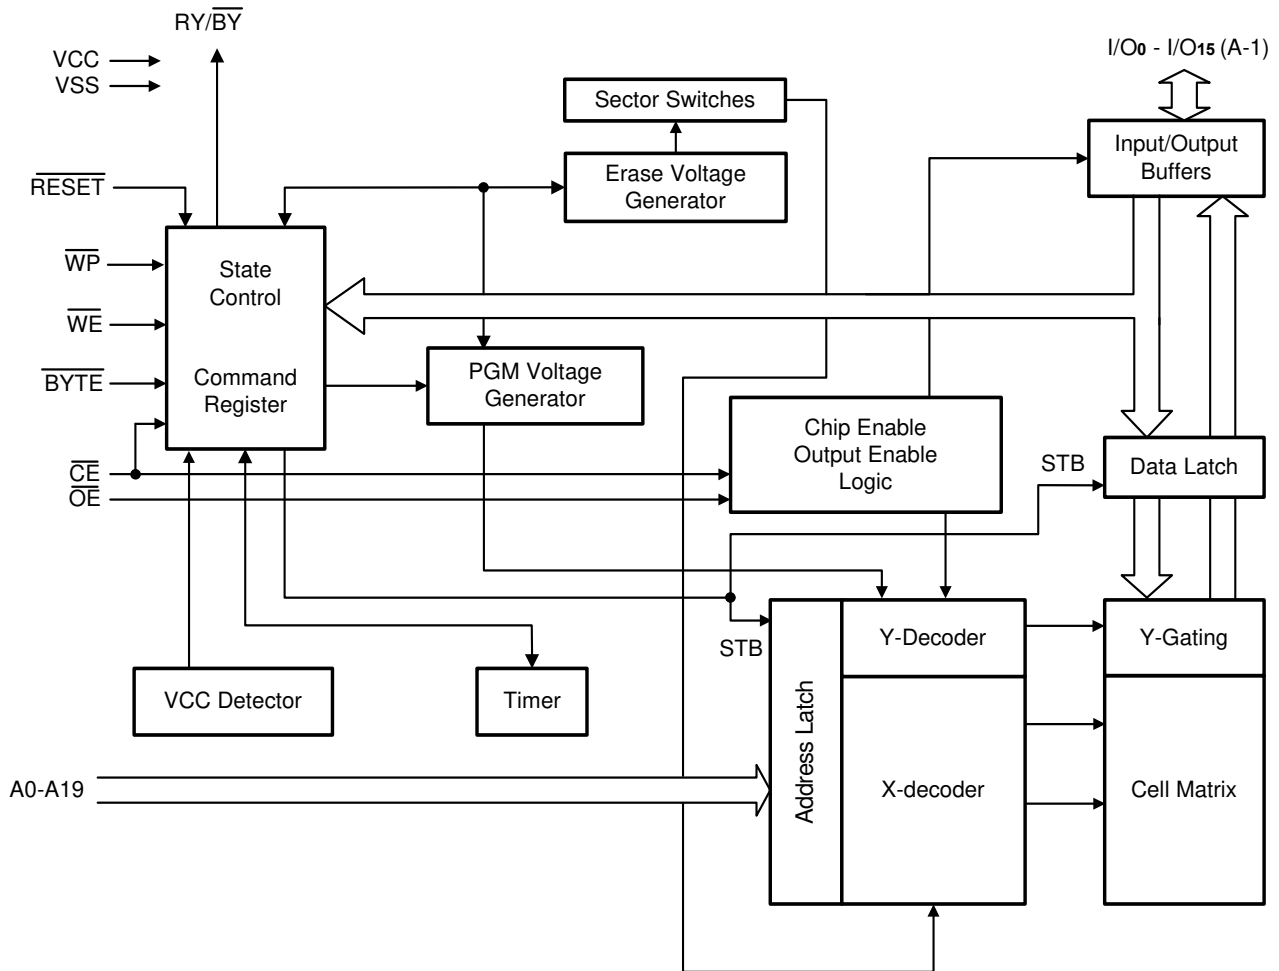 RY/BY
VCC
VSS
I/O0 - I/O15 (A-1)
Sector Switches
Input/Output
Buffers
Erase Voltage
Generator
RESET
WP
State
Control
WE
BYTE
Command
Register
PGM Voltage
Generator
Chip Enable
Output Enable
Logic
CE
OE
STB
Data Latch
STB
Y-Decoder
Y-Gating
VCC Detector
Timer
Address Latch
A0-A19
X-decoder
Cell Matrix